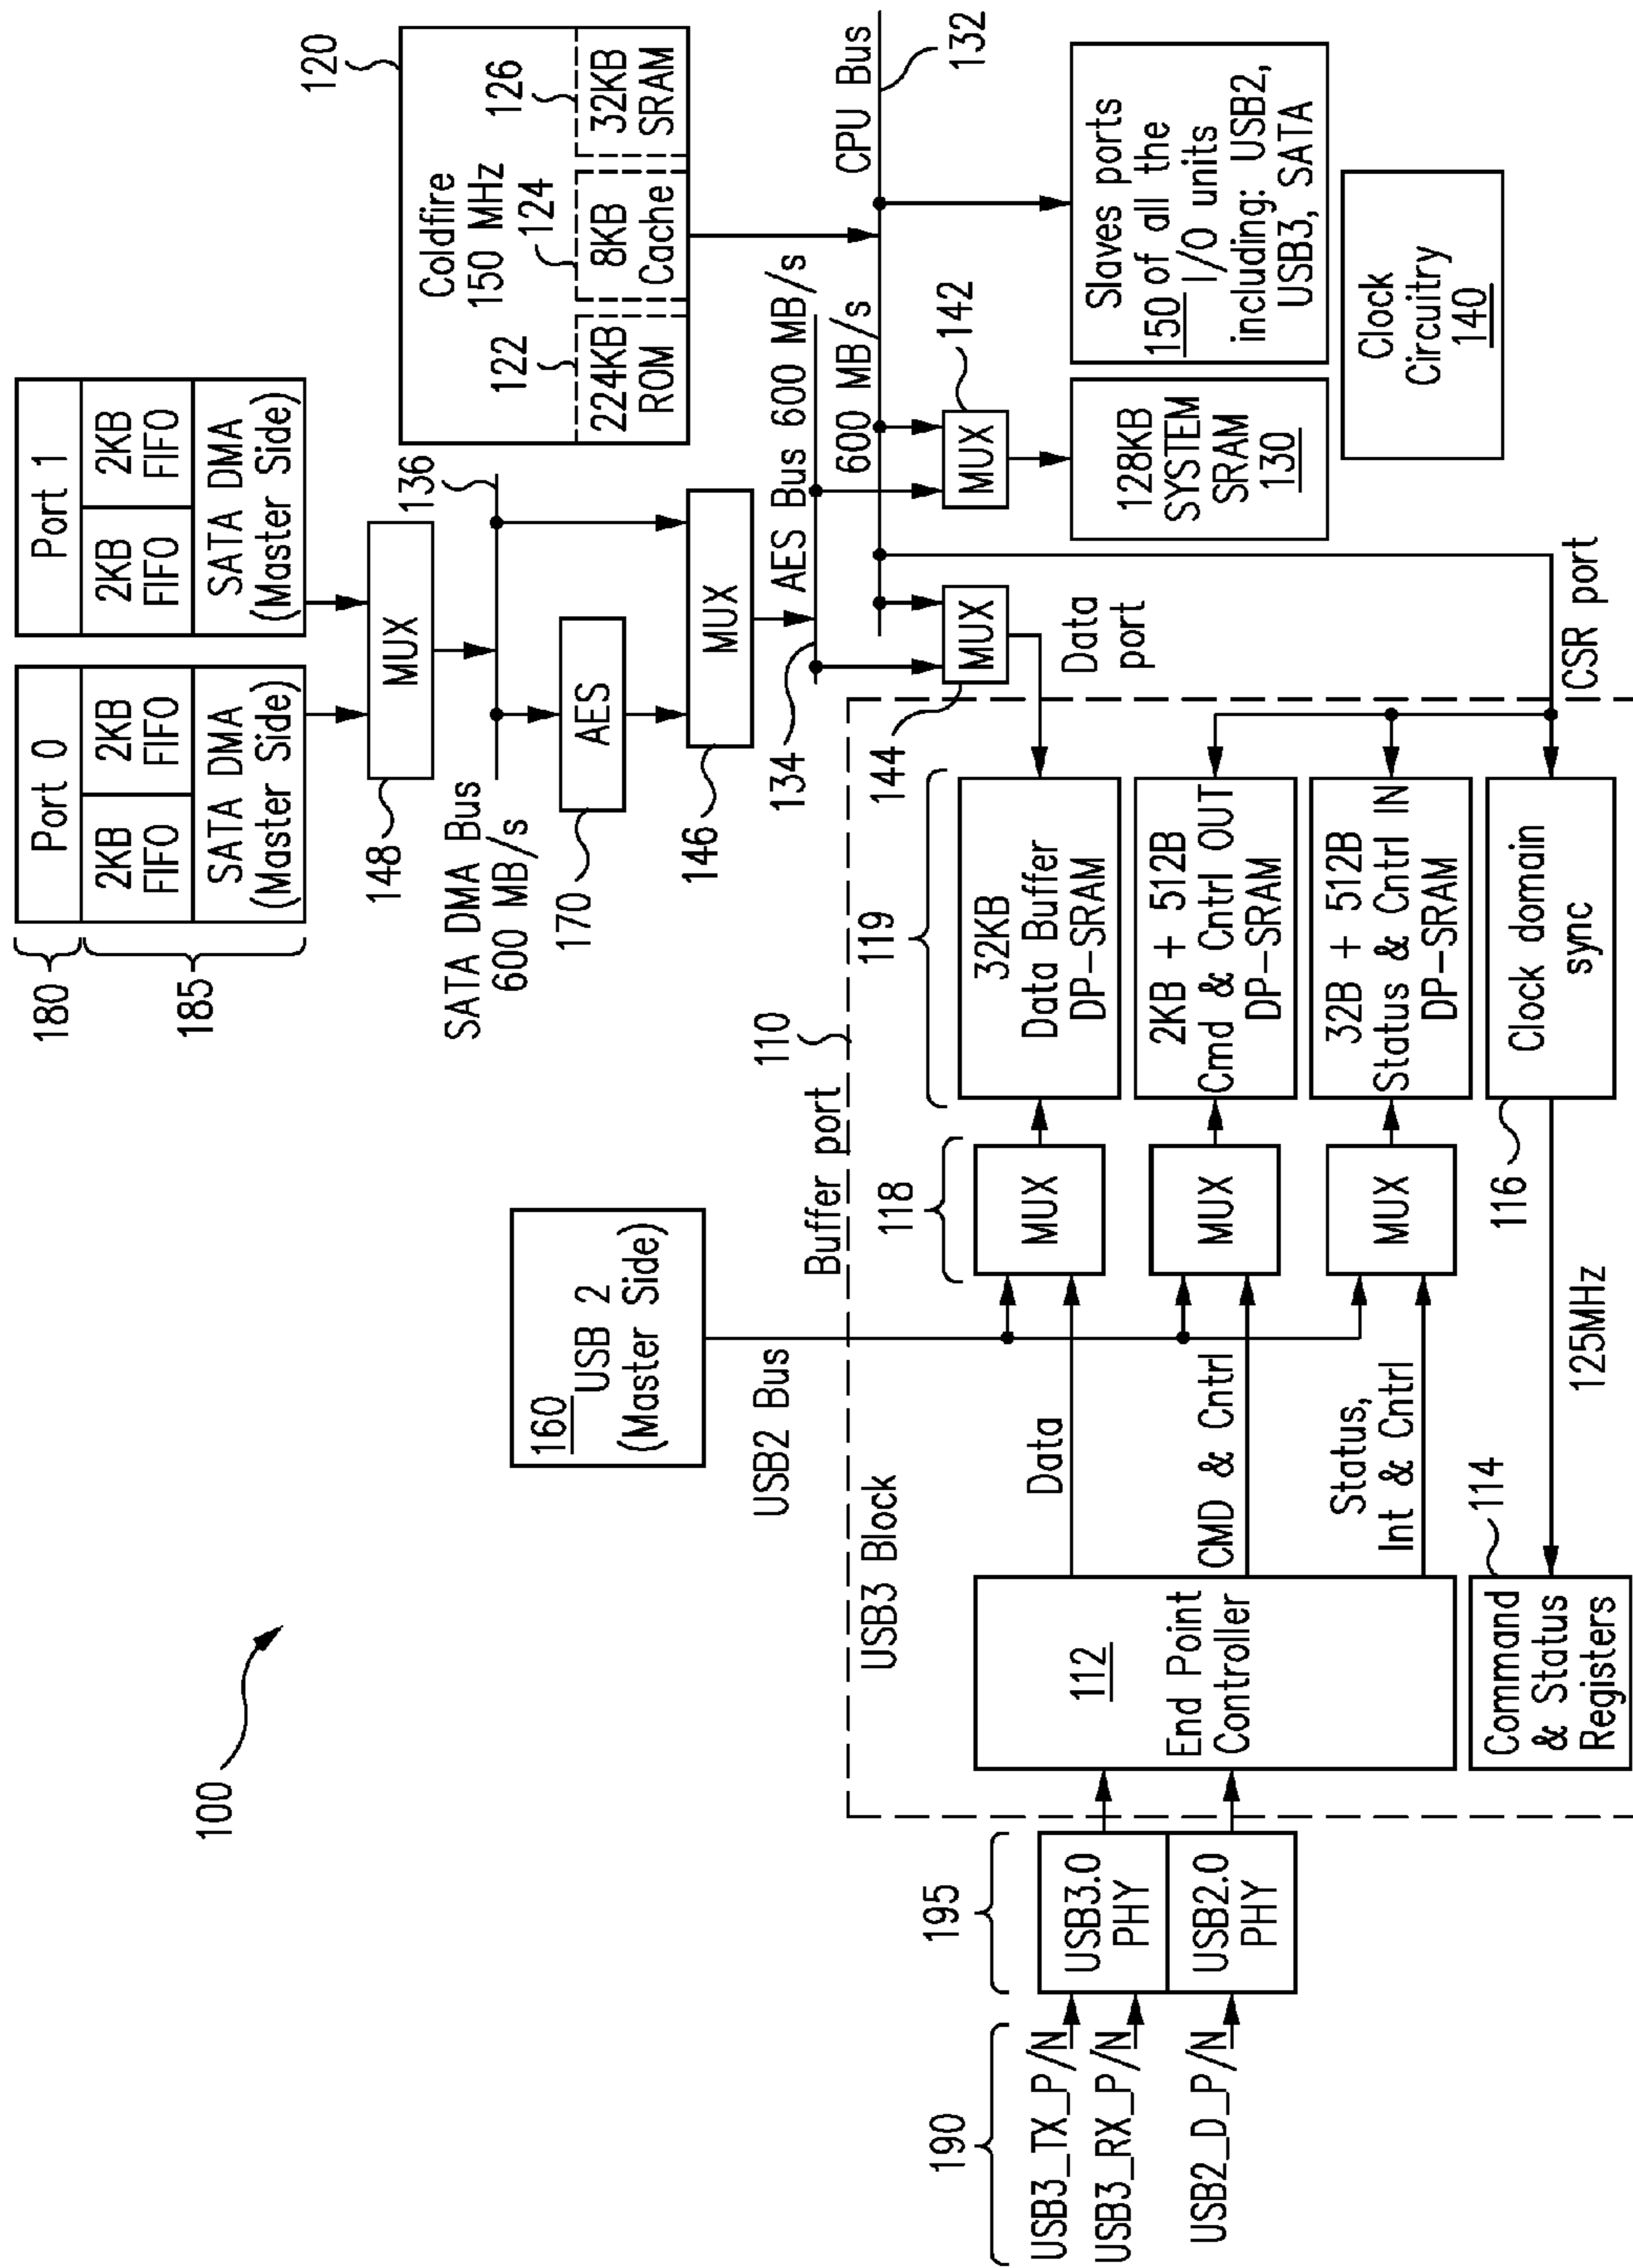 100
Port 0
2KB
FIFO
2KB
FIFO
SATA DMA
(Master Side)
Port 1
2KB
FIFO
2KB
FIFO
SATA DMA
(Master Side)
180
185
148
MUX
SATA DMA Bus
600 MB/s
136
170
AES
146
MUX
Coldfire
150 MHz
120
122
124
126
224KB
ROM
8KB
Cache
32KB
SRAM
134
AES Bus 600 MB/s
600 MB/s
CPU Bus
132
144
MUX
Data
port
MUX
142
128KB
SYSTEM
SRAM
130
Slaves ports
150 of all the
I/O units
including: USB2,
USB3, SATA
Clock
Circuitry
140
CSR port
160
USB 2
(Master Side)
USB2 Bus
Buffer port
110
USB3 Block
190
USB3_TX_P/N
USB3_RX_P/N
USB2_D_P/N
195
USB3.0
PHY
USB2.0
PHY
112
End Point
Controller
Data
CMD & Cntrl
Status,
Int & Cntrl
118
MUX
MUX
MUX
119
32KB
Data Buffer
DP-SRAM
2KB + 512B
Cmd & Cntrl OUT
DP-SRAM
32B + 512B
Status & Cntrl IN
DP-SRAM
114
Command
& Status
Registers
125MHz
116
Clock domain
sync